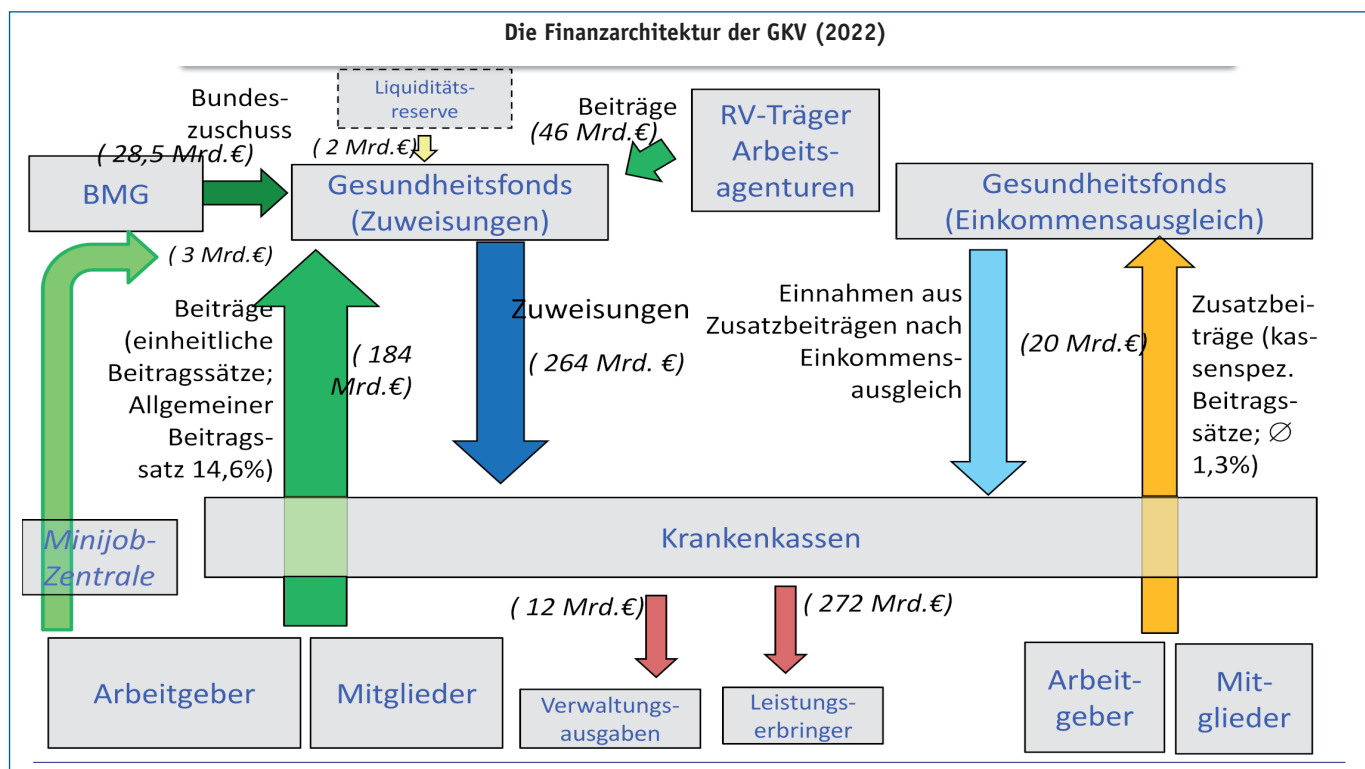 Die Finanzarchitektur der GKV (2022)
Liquiditäts-
reserve
Bundes-
zuschuss
( 28,5 Mrd.€)
( 2 Mrd.€)
Beiträge
(46 Mrd.€)
RV-Träger
Arbeits-
agenturen
BMG
Gesundheitsfonds
(Zuweisungen)
Gesundheitsfonds
(Einkommensausgleich)
( 3 Mrd.€)
Beiträge
(einheitliche
Beitragssätze;
Allgemeiner
Beitrags-
satz 14,6%)
( 184
Mrd.€)
Zuweisungen
( 264 Mrd. €)
Einnahmen aus
Zusatzbeiträgen nach
Einkommens-
ausgleich
(20 Mrd.€)
Zusatzbei-
träge (kas-
senspez.
Beitrags-
sätze; ∅
1,3%)
Minijob-
Zentrale
Krankenkassen
( 12 Mrd.€)
( 272 Mrd.€)
Arbeitgeber
Mitglieder
Verwaltungs-
ausgaben
Leistungs-
erbringer
Arbeit-
geber
Mit-
glieder